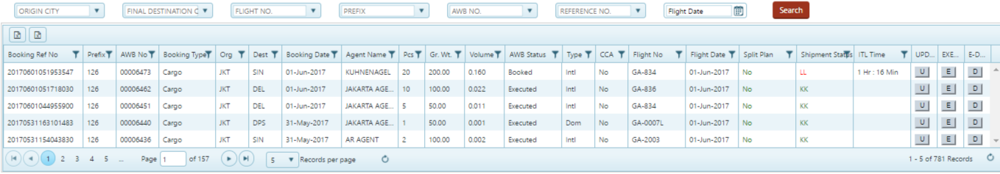 ORIGIN CITY FINAL DESTINATION C FLIGHT NO. PREFIX AWB NO. REFERENCE NO. Flight Date Search
Booking Ref No Prefix AWB No Booking Type Org Dest Booking Date Agent Name Pcs Gr. Wt. Volume AWB Status Type CCA Flight No Flight Date Split Plan Shipment Status ITL Time UPD... EXE... E-D...
20170601051953547 126 00006473 Cargo JKT SIN 01-Jun-2017 KUHNENAGEL 20 200.00 0.160 Booked Intl No GA-834 01-Jun-2017 No LL 1 Hr : 16 Min U E D
20170601051718030 126 00006462 Cargo JKT DEL 01-Jun-2017 JAKARTA AGE... 10 100.00 0.022 Executed Intl No GA-836 01-Jun-2017 No KK U E D
20170601044955900 126 00006451 Cargo JKT DEL 01-Jun-2017 JAKARTA AGE... 5 50.00 0.011 Executed Intl No GA-834 01-Jun-2017 No KK U E D
20170531163101483 126 00006440 Cargo JKT DPS 31-May-2017 JAKARTA AGE... 1 50.00 0.001 Executed Dom No GA-0007L 01-Jun-2017 No KK U E D
20170531154043830 126 00006436 Cargo JKT SIN 31-May-2017 AR AGENT 2 100.00 0.002 Executed Intl No GA-2003 01-Jun-2017 No KK U E D
1 2 3 4 5 ... Page 1 of 157 5 Records per page 1 - 5 of 781 Records